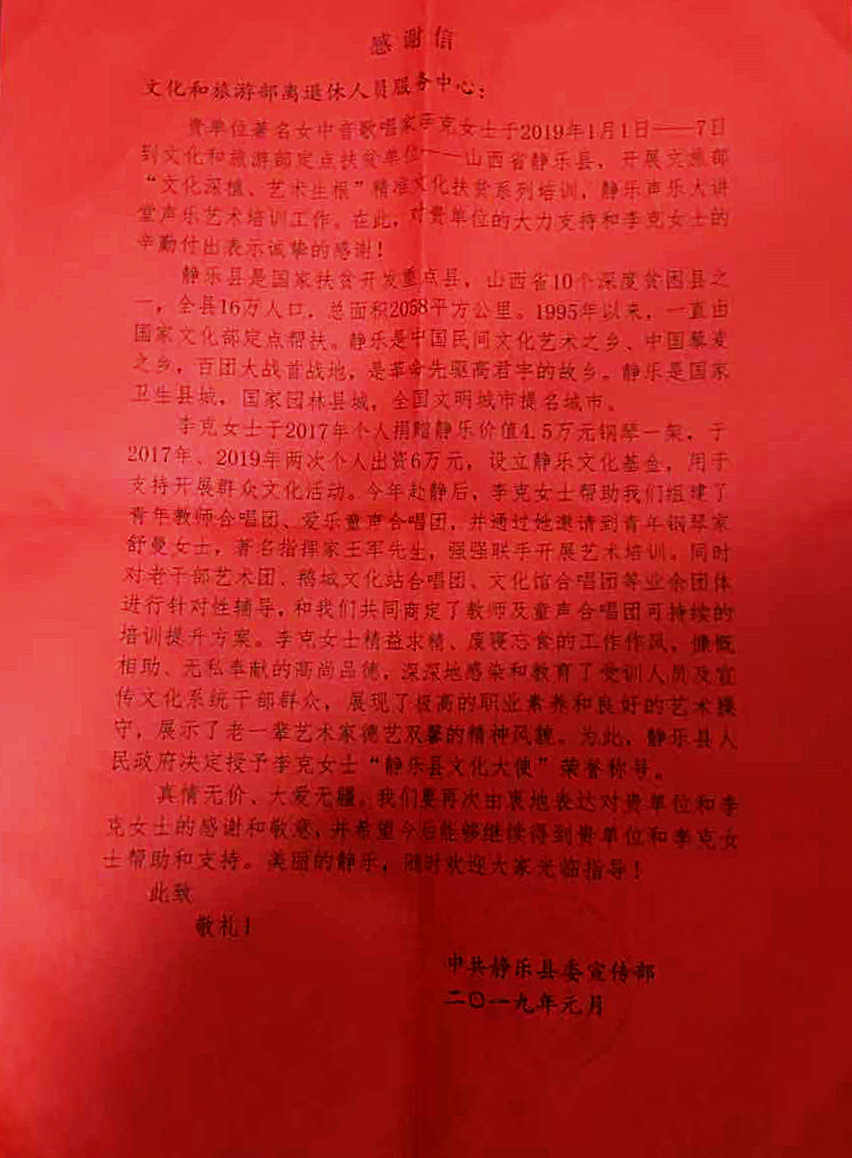 感谢信
文化和旅游部离退休人员服务中心：
贵单位著名女中音歌唱家李克女士于2019年1月1日——7日
到文化和旅游部定点扶贫单位——山西省静乐县，开展文旅部
“文化深植、艺术生根”精准文化扶贫系列培训，静乐声乐大讲
堂声乐艺术培训工作。在此，对贵单位的大力支持和李克女士的
辛勤付出表示诚挚的感谢！
静乐县是国家扶贫开发重点县，山西省10个深度贫困县之
一，全县16万人口，总面积2058平方公里。1995年以来，一直由
国家文化部定点帮扶。静乐是中国民间文化艺术之乡、中国藜麦
之乡，百团大战首战地，是革命先驱高君宇的故乡。静乐是国家
卫生县城，国家园林县城，全国文明城市提名城市。
李克女士于2017年个人捐赠静乐价值4.5万元钢琴一架，于
2017年、2019年两次个人出资6万元，设立静乐文化基金，用于
支持开展群众文化活动。今年赴静后，李克女士帮助我们组建了
青年教师合唱团、爱乐童声合唱团，并通过她邀请到青年钢琴家
舒曼女士，著名指挥家王军先生，强强联手开展艺术培训。同时
对老干部艺术团、鹅城文化站合唱团、文化馆合唱团等业余团体
进行针对性辅导，和我们共同商定了教师及童声合唱团可持续的
培训提升方案。李克女士精益求精、废寝忘食的工作作风，慷慨
相助、无私奉献的高尚品德，深深地感染和教育了受训人员及宣
传文化系统干部群众，展现了极高的职业素养和良好的艺术操
守，展示了老一辈艺术家德艺双馨的精神风貌。为此，静乐县人
民政府决定授予李克女士“静乐县文化大使”荣誉称号。
真情无价、大爱无疆。我们要再次由衷地表达对贵单位和李
克女士的感谢和敬意，并希望今后能够继续得到贵单位和李克女
士帮助和支持。美丽的静乐，随时欢迎大家光临指导！
此致
敬礼！
中共静乐县委宣传部
二〇一九年元月